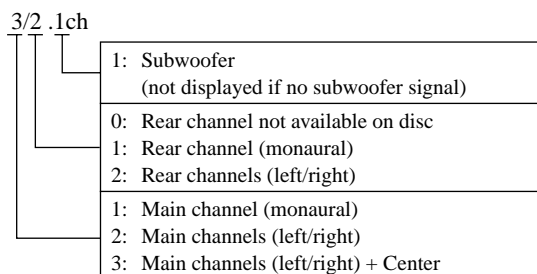 3/2 .1ch
1: Subwoofer
(not displayed if no subwoofer signal)
0: Rear channel not available on disc
1: Rear channel (monaural)
2: Rear channels (left/right)
1: Main channel (monaural)
2: Main channels (left/right)
3: Main channels (left/right) + Center